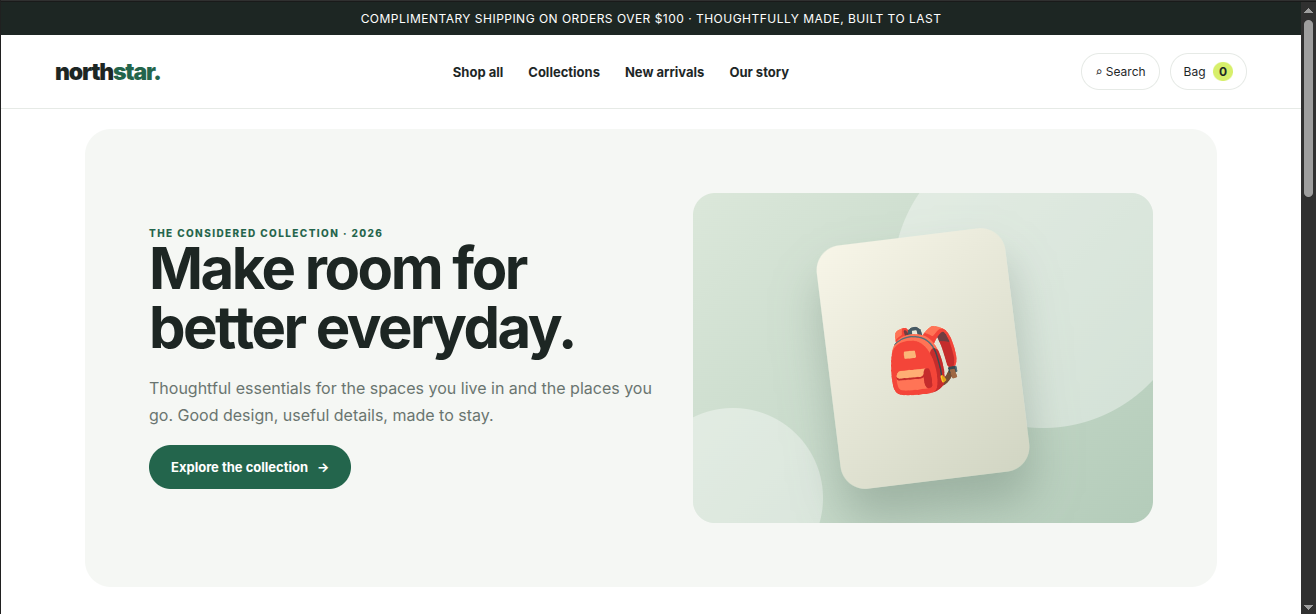 COMPLIMENTARY SHIPPING ON ORDERS OVER $100 · THOUGHTFULLY MADE, BUILT TO LAST
northstar.
Shop all
Collections
New arrivals
Our story
Search
Bag 0
THE CONSIDERED COLLECTION · 2026
Make room for
better everyday.
Thoughtful essentials for the spaces you live in and the places you
go. Good design, useful details, made to stay.
Explore the collection →